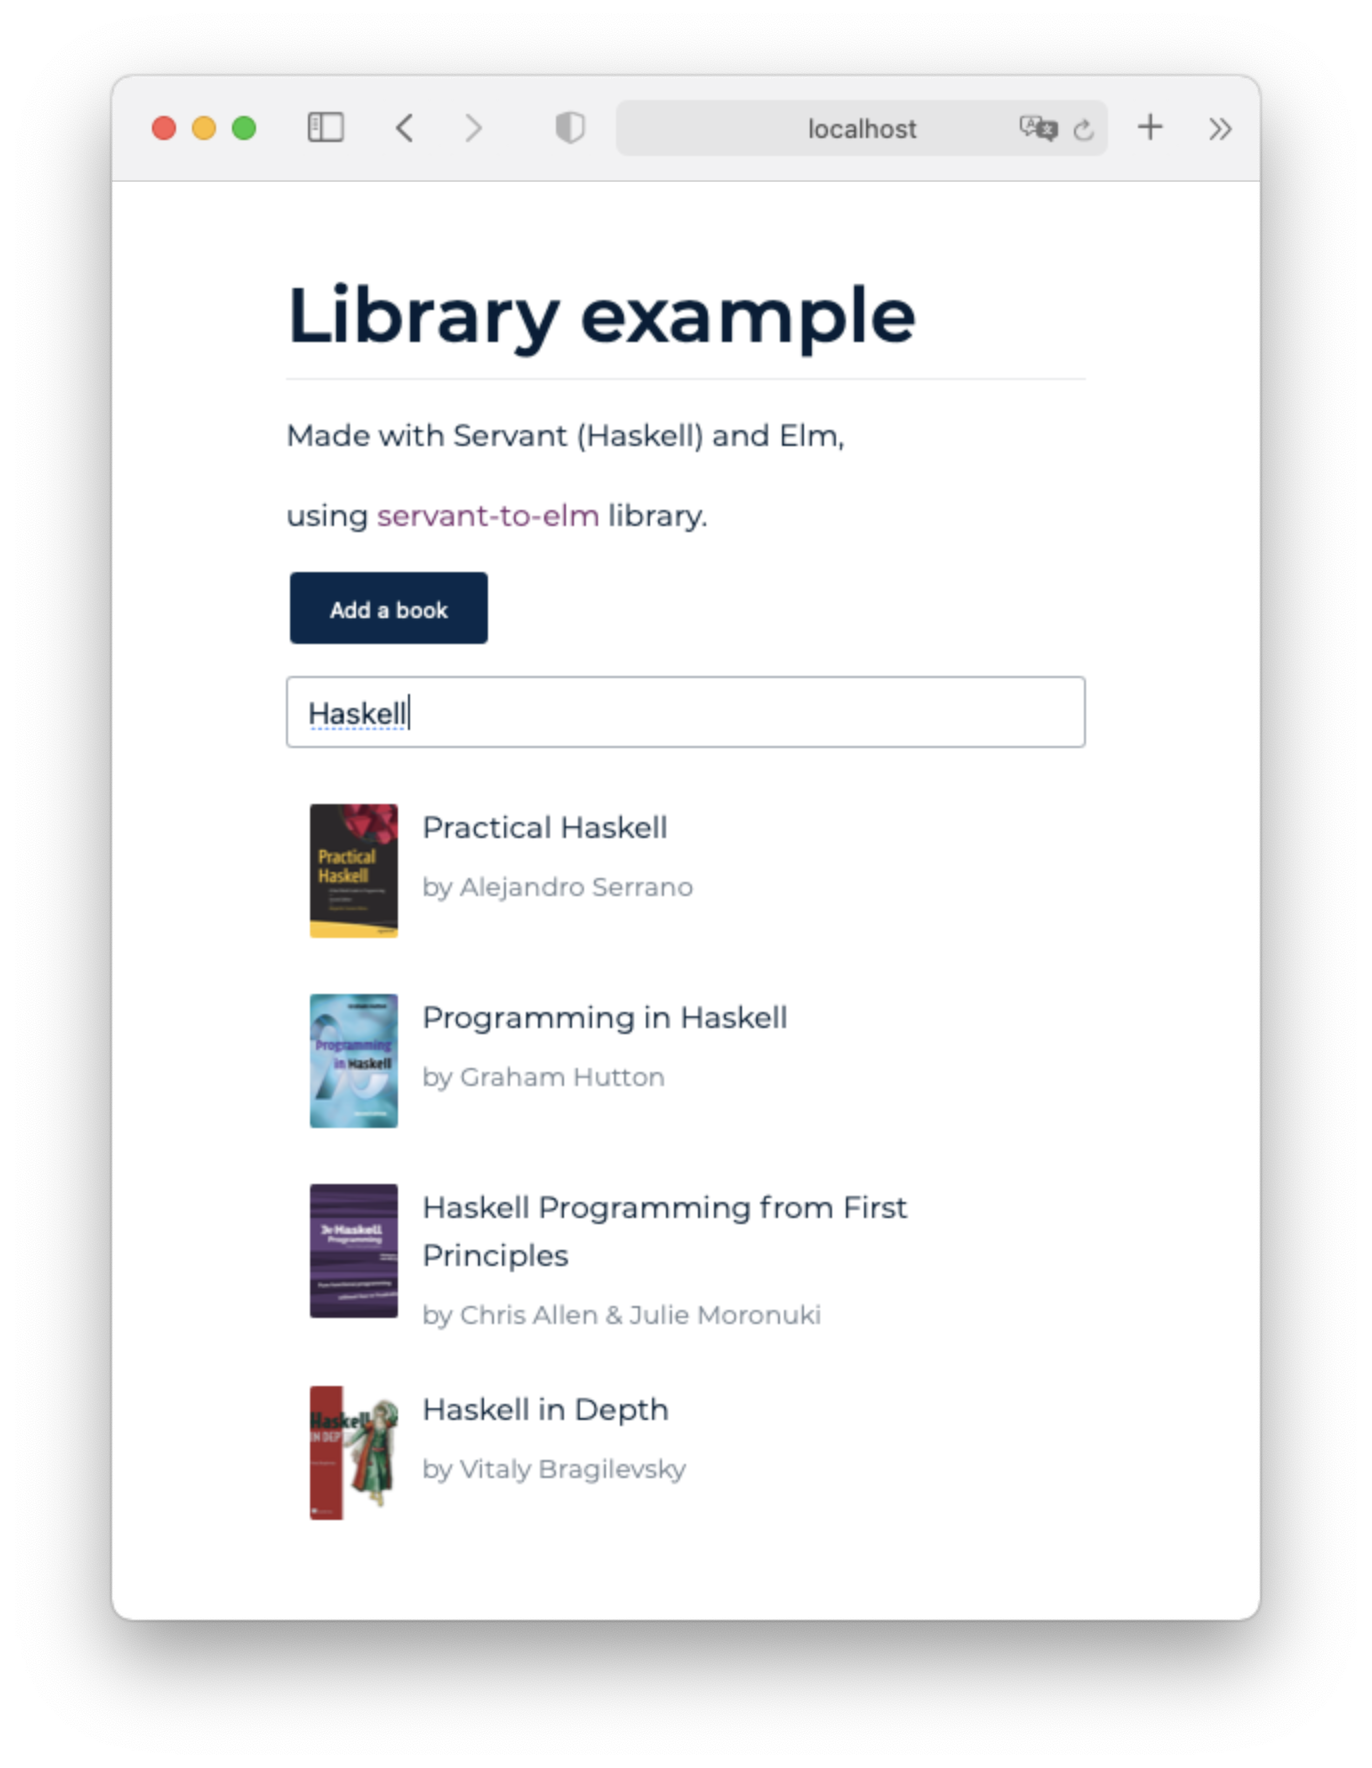 localhost
Library example
Made with Servant (Haskell) and Elm,
using servant-to-elm library.
Add a book
Haskell
Practical
Haskell
Practical Haskell
by Alejandro Serrano
Programming
in Haskell
Programming in Haskell
by Graham Hutton
Haskell
Programming
Haskell Programming from First
Principles
by Chris Allen & Julie Moronuki
Haskell
IN DEP
Haskell in Depth
by Vitaly Bragilevsky